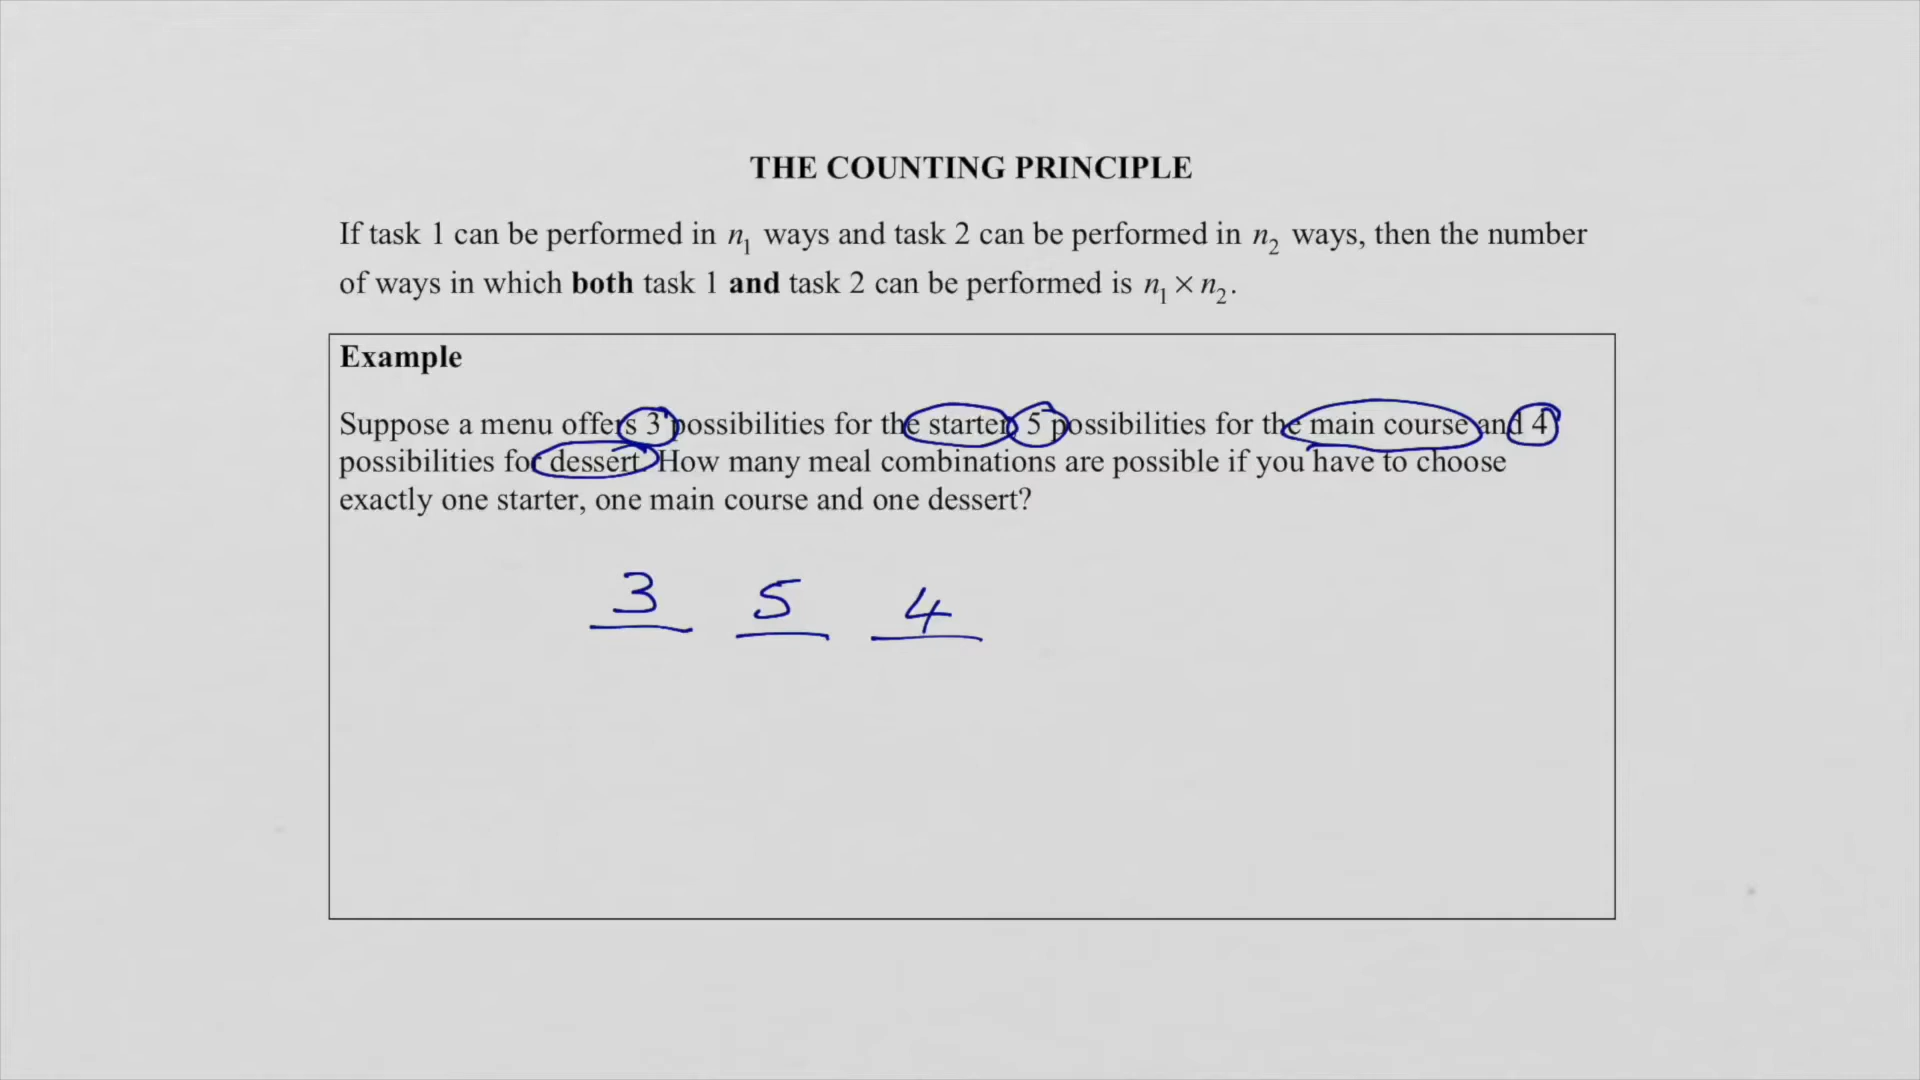 THE COUNTING PRINCIPLE
If task 1 can be performed in n₁ ways and task 2 can be performed in n₂ ways, then the number
of ways in which both task 1 and task 2 can be performed is n₁ × n₂.
Example
Suppose a menu offers 3 possibilities for the starter, 5 possibilities for the main course and 4
possibilities for dessert. How many meal combinations are possible if you have to choose
exactly one starter, one main course and one dessert?
3 5 4